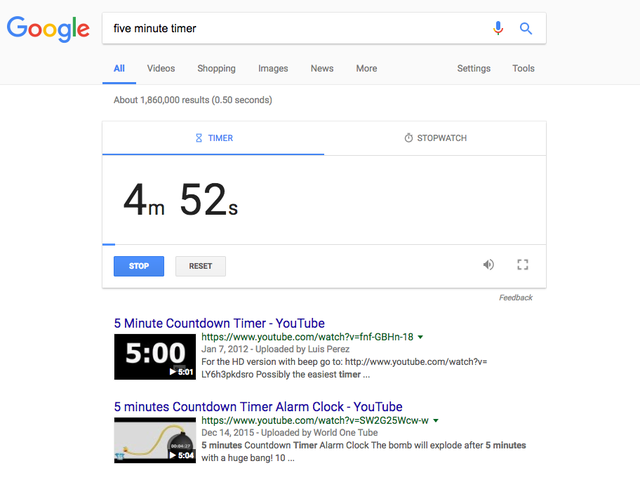 Google
five minute timer
All Videos Shopping Images News More Settings Tools
About 1,860,000 results (0.50 seconds)
TIMER STOPWATCH
4m 52s
STOP RESET
Feedback
5 Minute Countdown Timer - YouTube
https://www.youtube.com/watch?v=fnf-GBHn-18
Jan 7, 2012 - Uploaded by Luis Perez
For the HD version with beep go to: http://www.youtube.com/watch?v=
LY6h3pkdsro Possibly the easiest timer ...
5:00
5:01
5 minutes Countdown Timer Alarm Clock - YouTube
https://www.youtube.com/watch?v=SW2G25Wcw-w
Dec 14, 2015 - Uploaded by World One Tube
5 minutes Countdown Timer Alarm Clock The bomb will explode after 5 minutes
with a huge bang! 10 ...
00:04:27
5:04